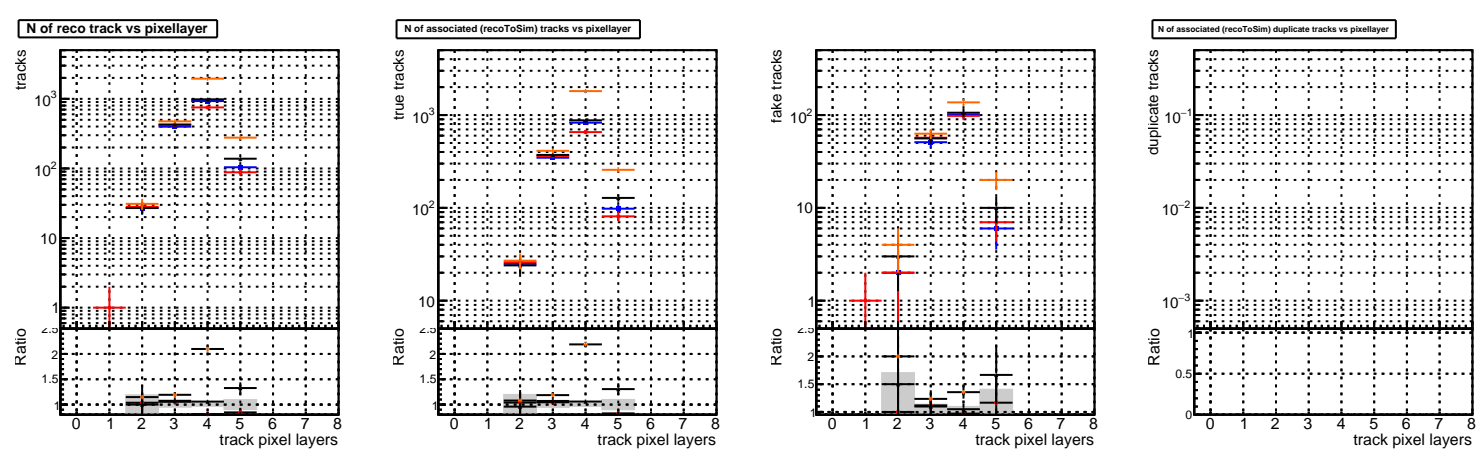 N of reco track vs pixellayer
tracks
10³
10²
10
1
Ratio
2.5
2
1.5
1
0 1 2 3 4 5 6 7 8
track pixel layers
N of associated (recoToSim) tracks vs pixellayer
true tracks
10³
10²
10
Ratio
2.5
2
1.5
1
0 1 2 3 4 5 6 7 8
track pixel layers
fake tracks
10²
10
1
Ratio
2.5
2
1.5
1
0 1 2 3 4 5 6 7 8
track pixel layers
N of associated (recoToSim) duplicate tracks vs pixellayer
duplicate tracks
10⁻¹
10⁻²
10⁻³
Ratio
1
0.5
0
0 1 2 3 4 5 6 7 8
track pixel layers